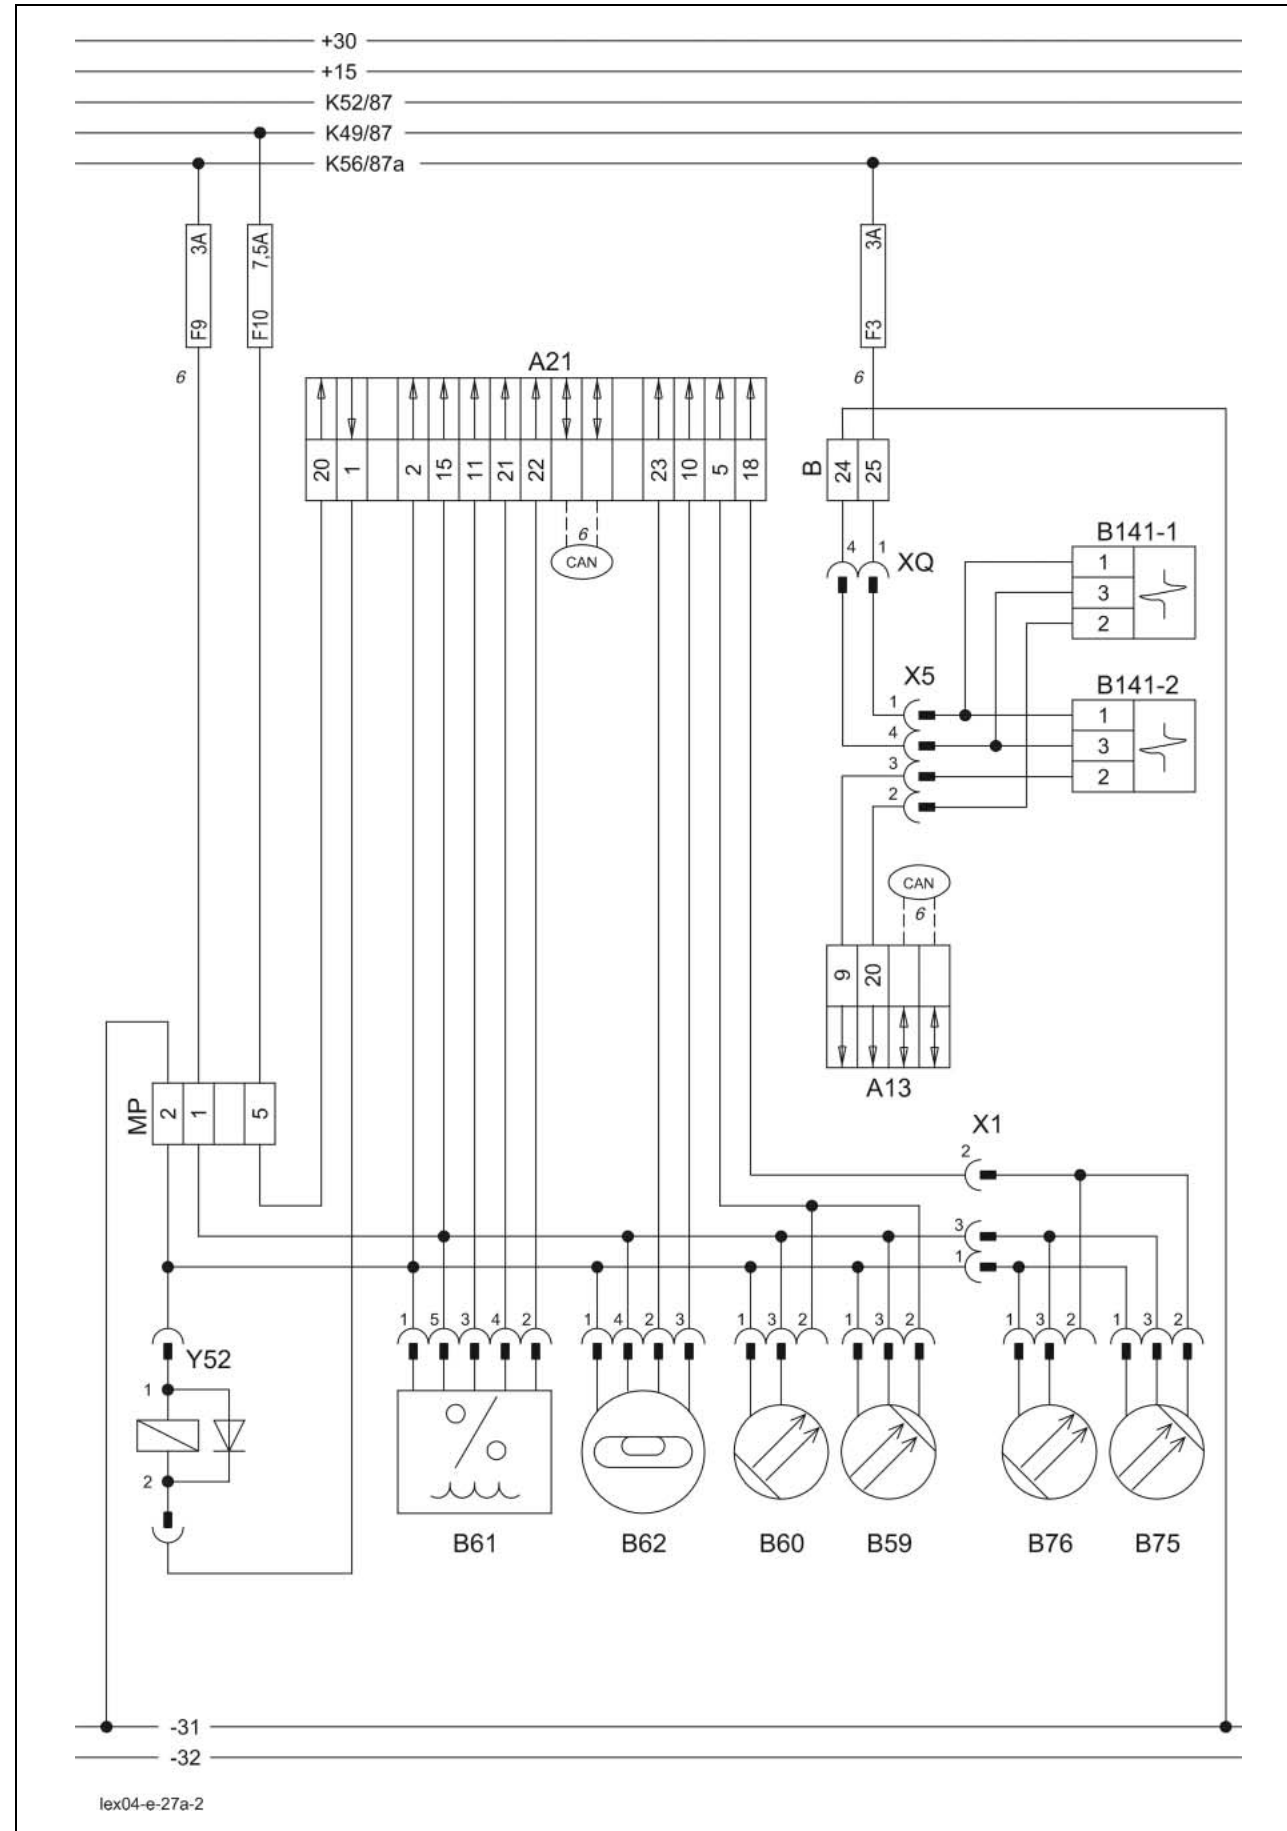 +30
+15
K52/87
K49/87
K56/87a
F9 3A
F10 7,5A
F3 3A
6
6
A21
20 1 2 15 11 21 22 23 10 5 18
B 24 25
6
CAN
4 1
XQ
B141-1
1
3
2
X5
1
4
3
2
B141-2
1
3
2
CAN
6
9 20
A13
MP 2 1 5
X1
2
3
1
1 5 3 4 2 1 4 2 3 1 3 2 1 3 2 1 3 2 1 3 2
Y52
1
2
B61 B62 B60 B59 B76 B75
-31
-32
lex04-e-27a-2